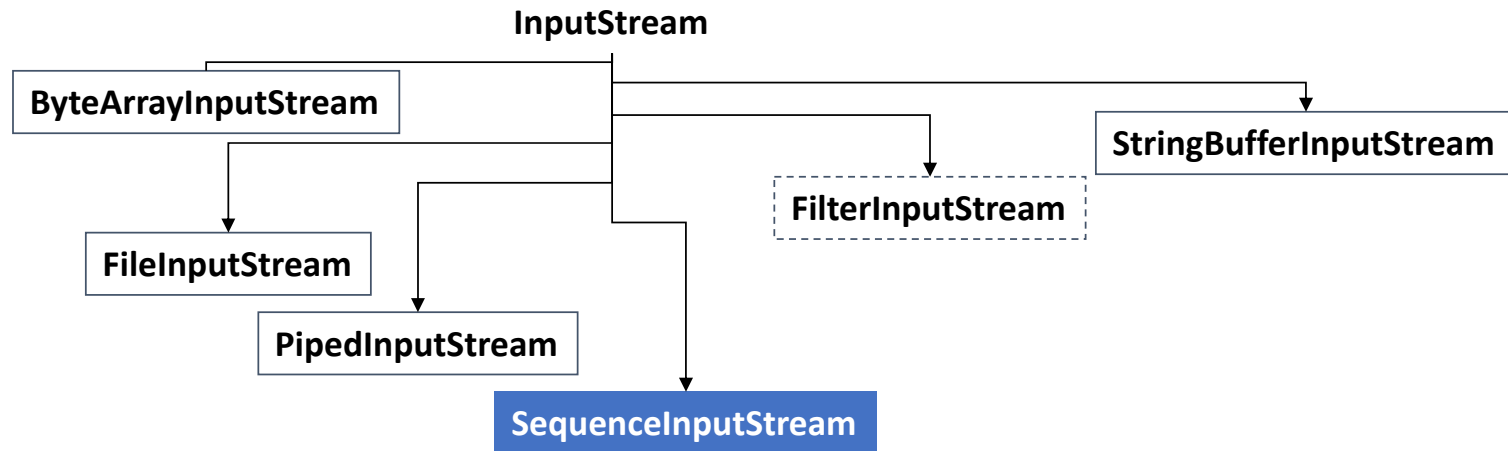 InputStream
ByteArrayInputStream
StringBufferInputStream
FilterInputStream
FileInputStream
PipedInputStream
SequenceInputStream